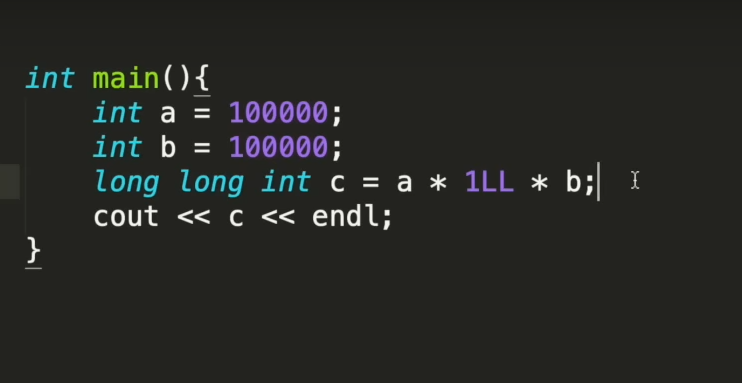 int main(){
    int a = 100000;
    int b = 100000;
    long long int c = a * 1LL * b;
    cout << c << endl;
}